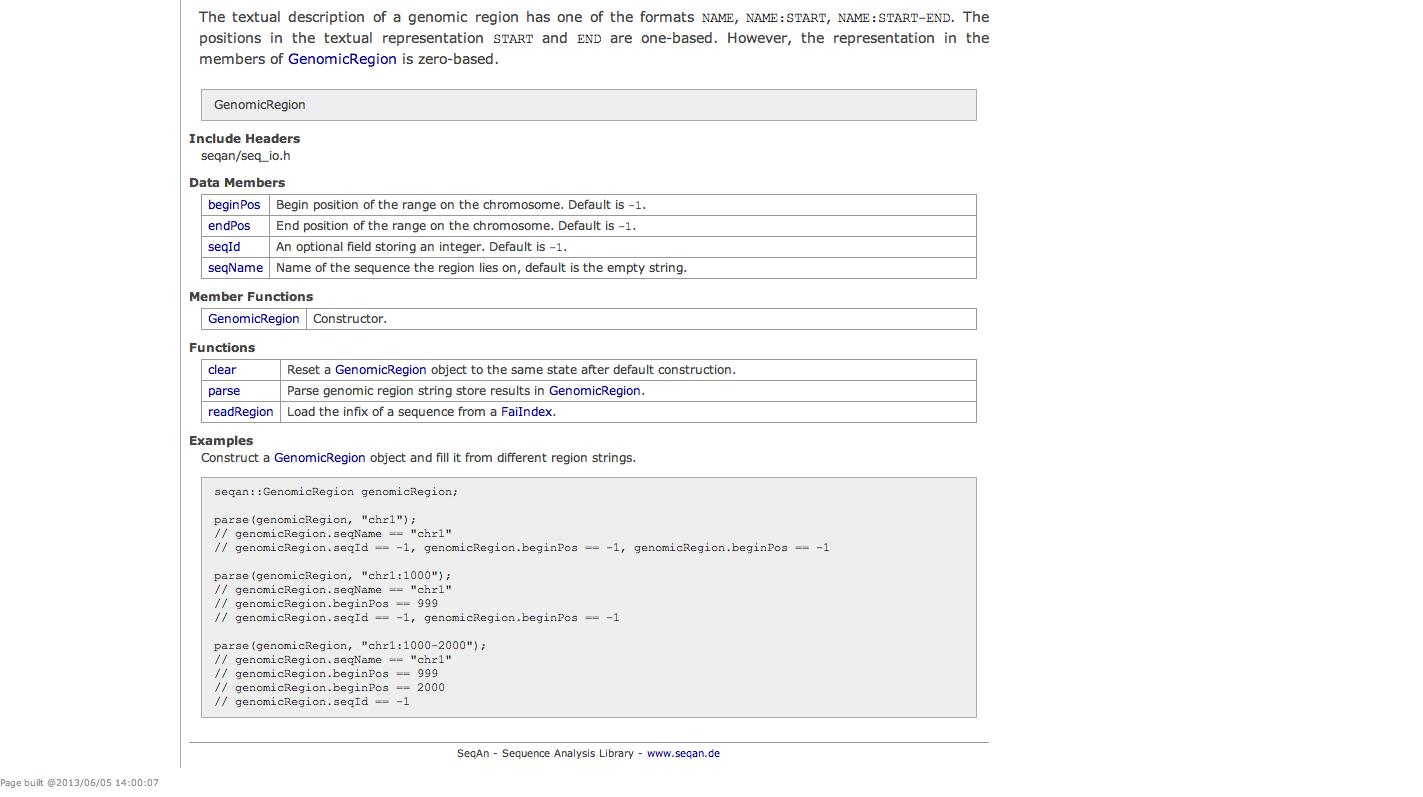 The textual description of a genomic region has one of the formats NAME, NAME:START, NAME:START-END. The
positions in the textual representation START and END are one-based. However, the representation in the
members of GenomicRegion is zero-based.
GenomicRegion
Include Headers
seqan/seq_io.h
Data Members
beginPos Begin position of the range on the chromosome. Default is -1.
endPos End position of the range on the chromosome. Default is -1.
seqId An optional field storing an integer. Default is -1.
seqName Name of the sequence the region lies on, default is the empty string.
Member Functions
GenomicRegion Constructor.
Functions
clear Reset a GenomicRegion object to the same state after default construction.
parse Parse genomic region string store results in GenomicRegion.
readRegion Load the infix of a sequence from a FaiIndex.
Examples
Construct a GenomicRegion object and fill it from different region strings.
seqan::GenomicRegion genomicRegion;
parse(genomicRegion, "chr1");
// genomicRegion.seqName == "chr1"
// genomicRegion.seqId == -1, genomicRegion.beginPos == -1, genomicRegion.beginPos == -1
parse(genomicRegion, "chr1:1000");
// genomicRegion.seqName == "chr1"
// genomicRegion.beginPos == 999
// genomicRegion.seqId == -1, genomicRegion.beginPos == -1
parse(genomicRegion, "chr1:1000-2000");
// genomicRegion.seqName == "chr1"
// genomicRegion.beginPos == 999
// genomicRegion.beginPos == 2000
// genomicRegion.seqId == -1
SeqAn - Sequence Analysis Library - www.seqan.de
Page built @2013/06/05 14:00:07